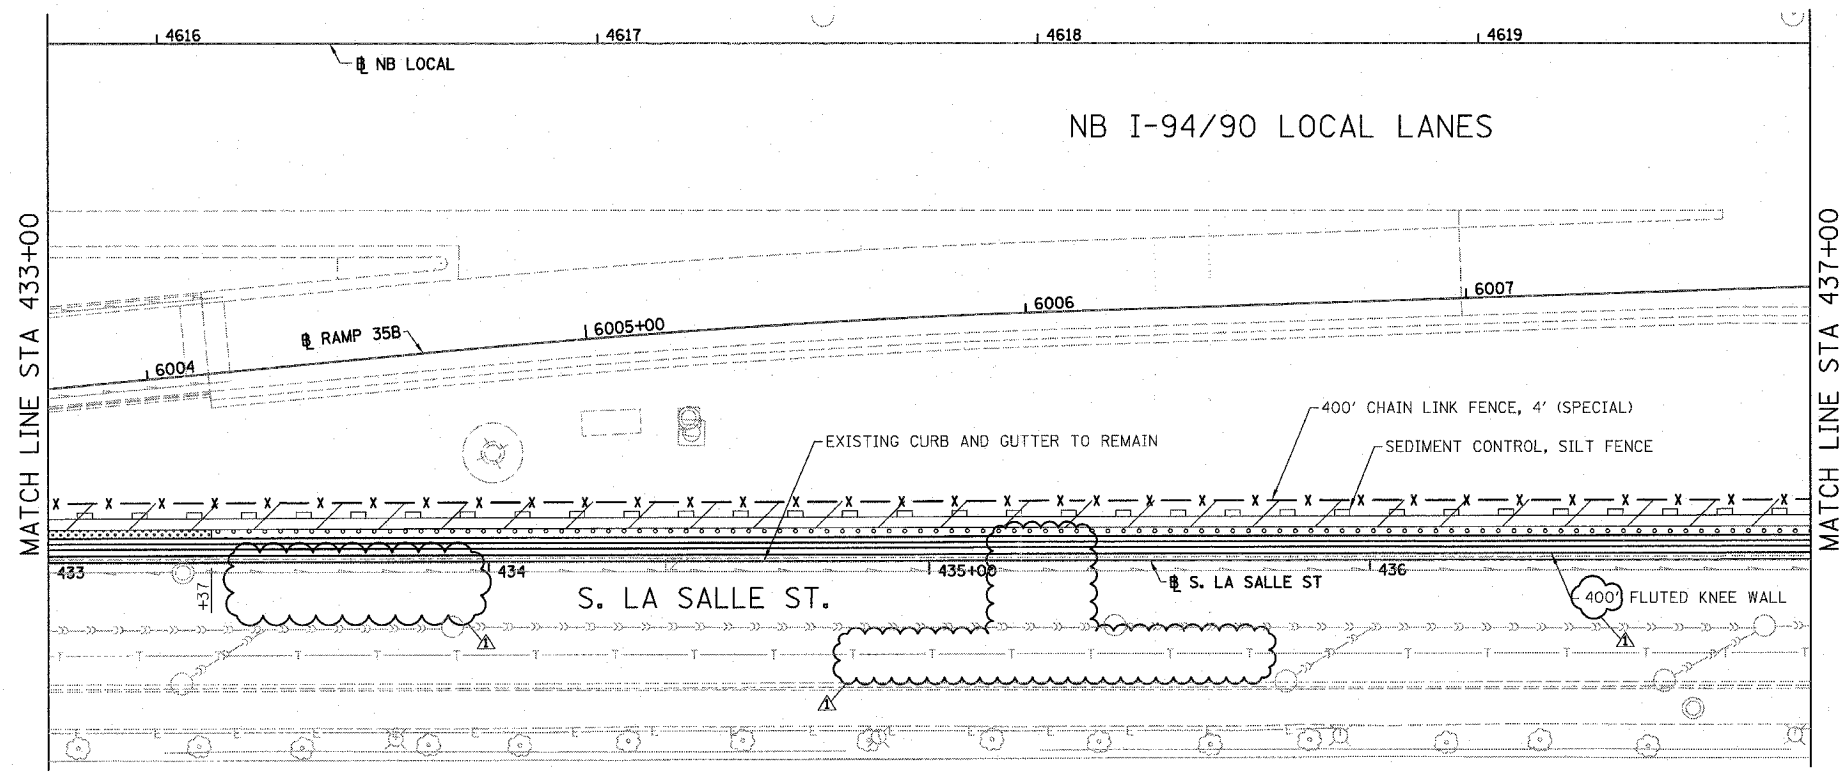 4616
4617
4618
4619
℄ NB LOCAL
NB I-94/90 LOCAL LANES
MATCH LINE STA 433+00
MATCH LINE STA 437+00
6007
6006
6005+00
℄ RAMP 35B
6004
400' CHAIN LINK FENCE, 4' (SPECIAL)
EXISTING CURB AND GUTTER TO REMAIN
SEDIMENT CONTROL, SILT FENCE
433
434
435+00
436
+37
℄ S. LA SALLE ST
S. LA SALLE ST.
400' FLUTED KNEE WALL
1
1
1